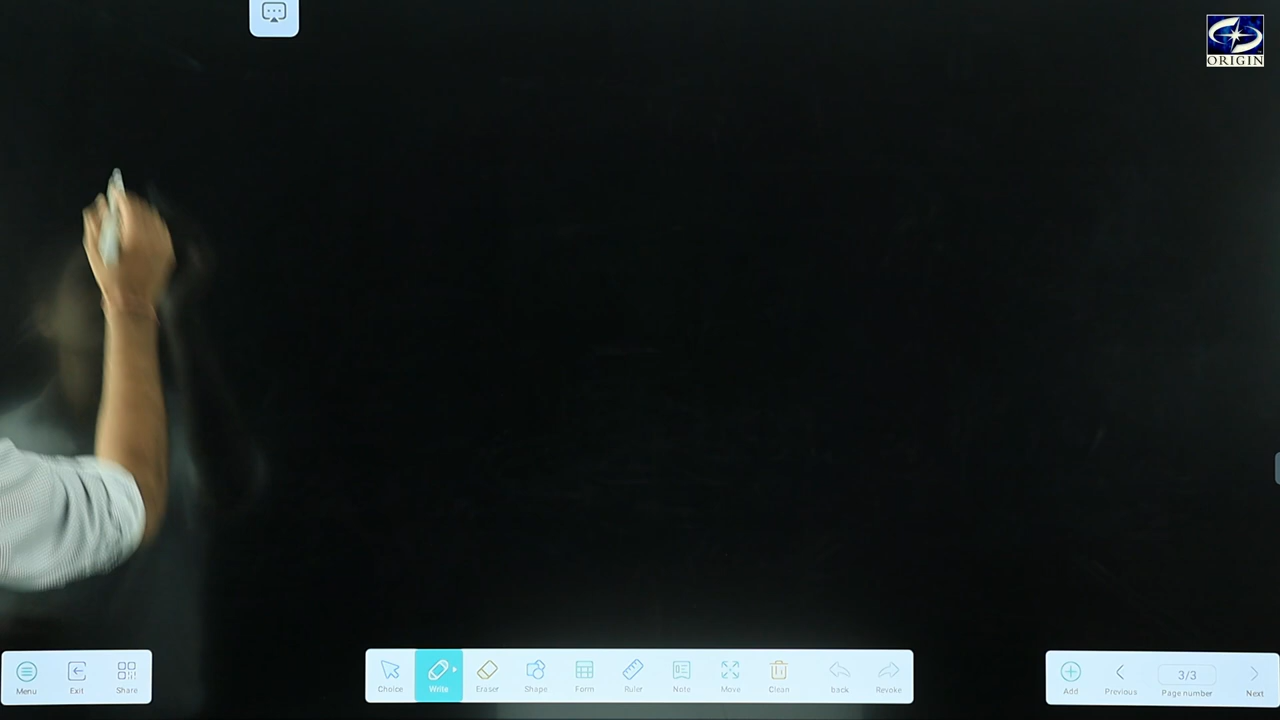 ORIGIN
Menu
Exit
Share
Choice
Write
Eraser
Shape
Form
Ruler
Note
Move
Clean
back
Revoke
Add
Previous
3/3
Page number
Next